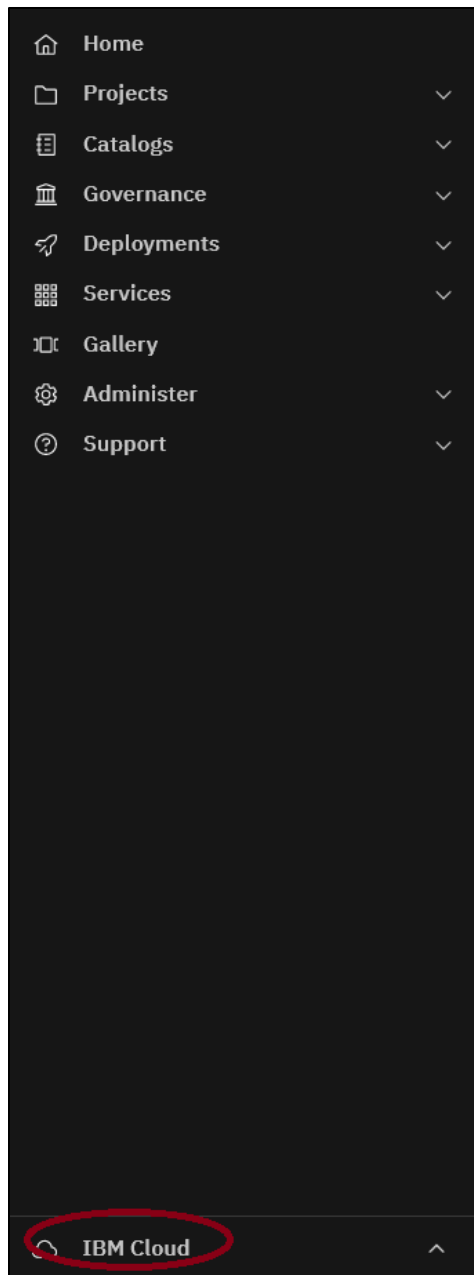 Home
Projects
Catalogs
Governance
Deployments
Services
Gallery
Administer
Support
IBM Cloud